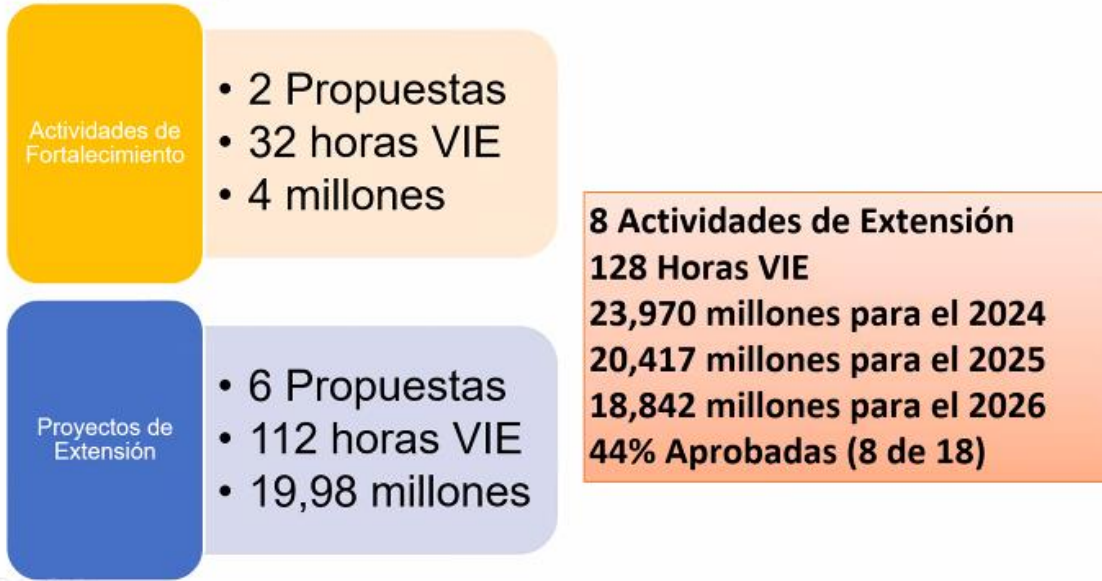 Actividades de
Fortalecimiento
• 2 Propuestas
• 32 horas VIE
• 4 millones
Proyectos de
Extensión
• 6 Propuestas
• 112 horas VIE
• 19,98 millones
8 Actividades de Extensión
128 Horas VIE
23,970 millones para el 2024
20,417 millones para el 2025
18,842 millones para el 2026
44% Aprobadas (8 de 18)